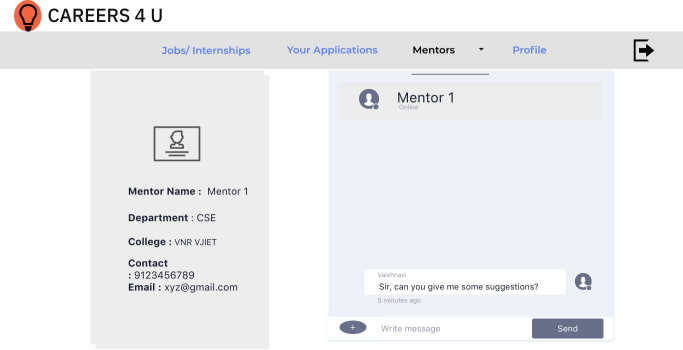 CAREERS 4 U
Jobs/ Internships
Your Applications
Mentors
Profile
Mentor Name : Mentor 1
Department : CSE
College : VNR VJIET
Contact
: 9123456789
Email : xyz@gmail.com
Mentor 1
Online
Vaishnavi
Sir, can you give me some suggestions?
5 minutes ago
+
Write message
Send